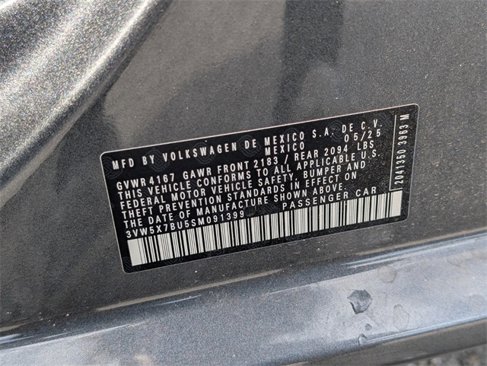 MFD BY VOLKSWAGEN DE MEXICO S.A. DE C.V.
MEXICO 05/25
GVWR 4167 GAWR FRONT 2183 / REAR 2094 LBS
THIS VEHICLE CONFORMS TO ALL APPLICABLE U.S.
FEDERAL MOTOR VEHICLE SAFETY, BUMPER AND
THEFT PREVENTION STANDARDS IN EFFECT ON
THE DATE OF MANUFACTURE SHOWN ABOVE.
3VW5X7BU5SM091399 PASSENGER CAR
2041350 3963 M